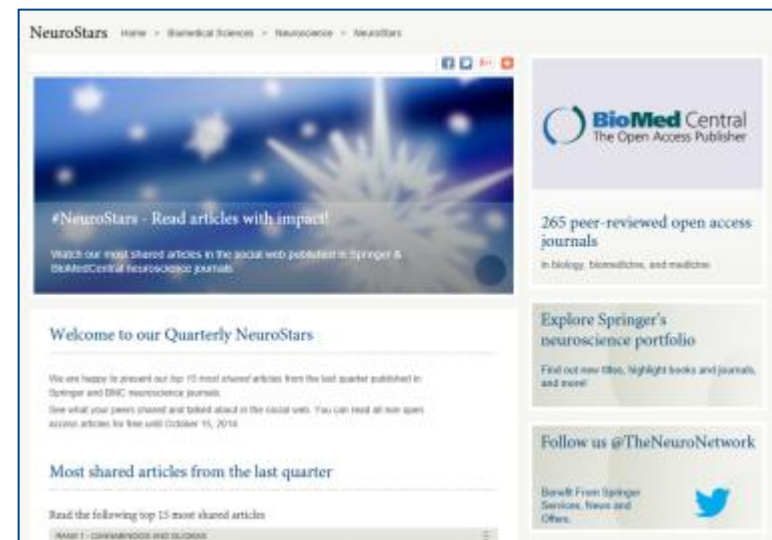 NeuroStars Home > Biomedical Sciences > Neuroscience > NeuroStars
#NeuroStars - Read articles with impact!
Watch our most shared articles in the social web published in Springer &
BioMedCentral neuroscience journals
Welcome to our Quarterly NeuroStars
We are happy to present our top 15 most shared articles from the last quarter published in
Springer and BMC neuroscience journals.
See what your peers shared and talked about in the social web. You can read all non open
access articles for free until October 15, 2014
Most shared articles from the last quarter
Read the following top 15 most shared articles
RANK 1 - CANNABINOIDS AND GLIOMAS
BioMed Central
The Open Access Publisher
265 peer-reviewed open access
journals
in biology, biomedicine, and medicine
Explore Springer's
neuroscience portfolio
Find out new titles, highlight books and journals,
and more!
Follow us @TheNeuroNetwork
Benefit From Springer
Services, News and
Offers.